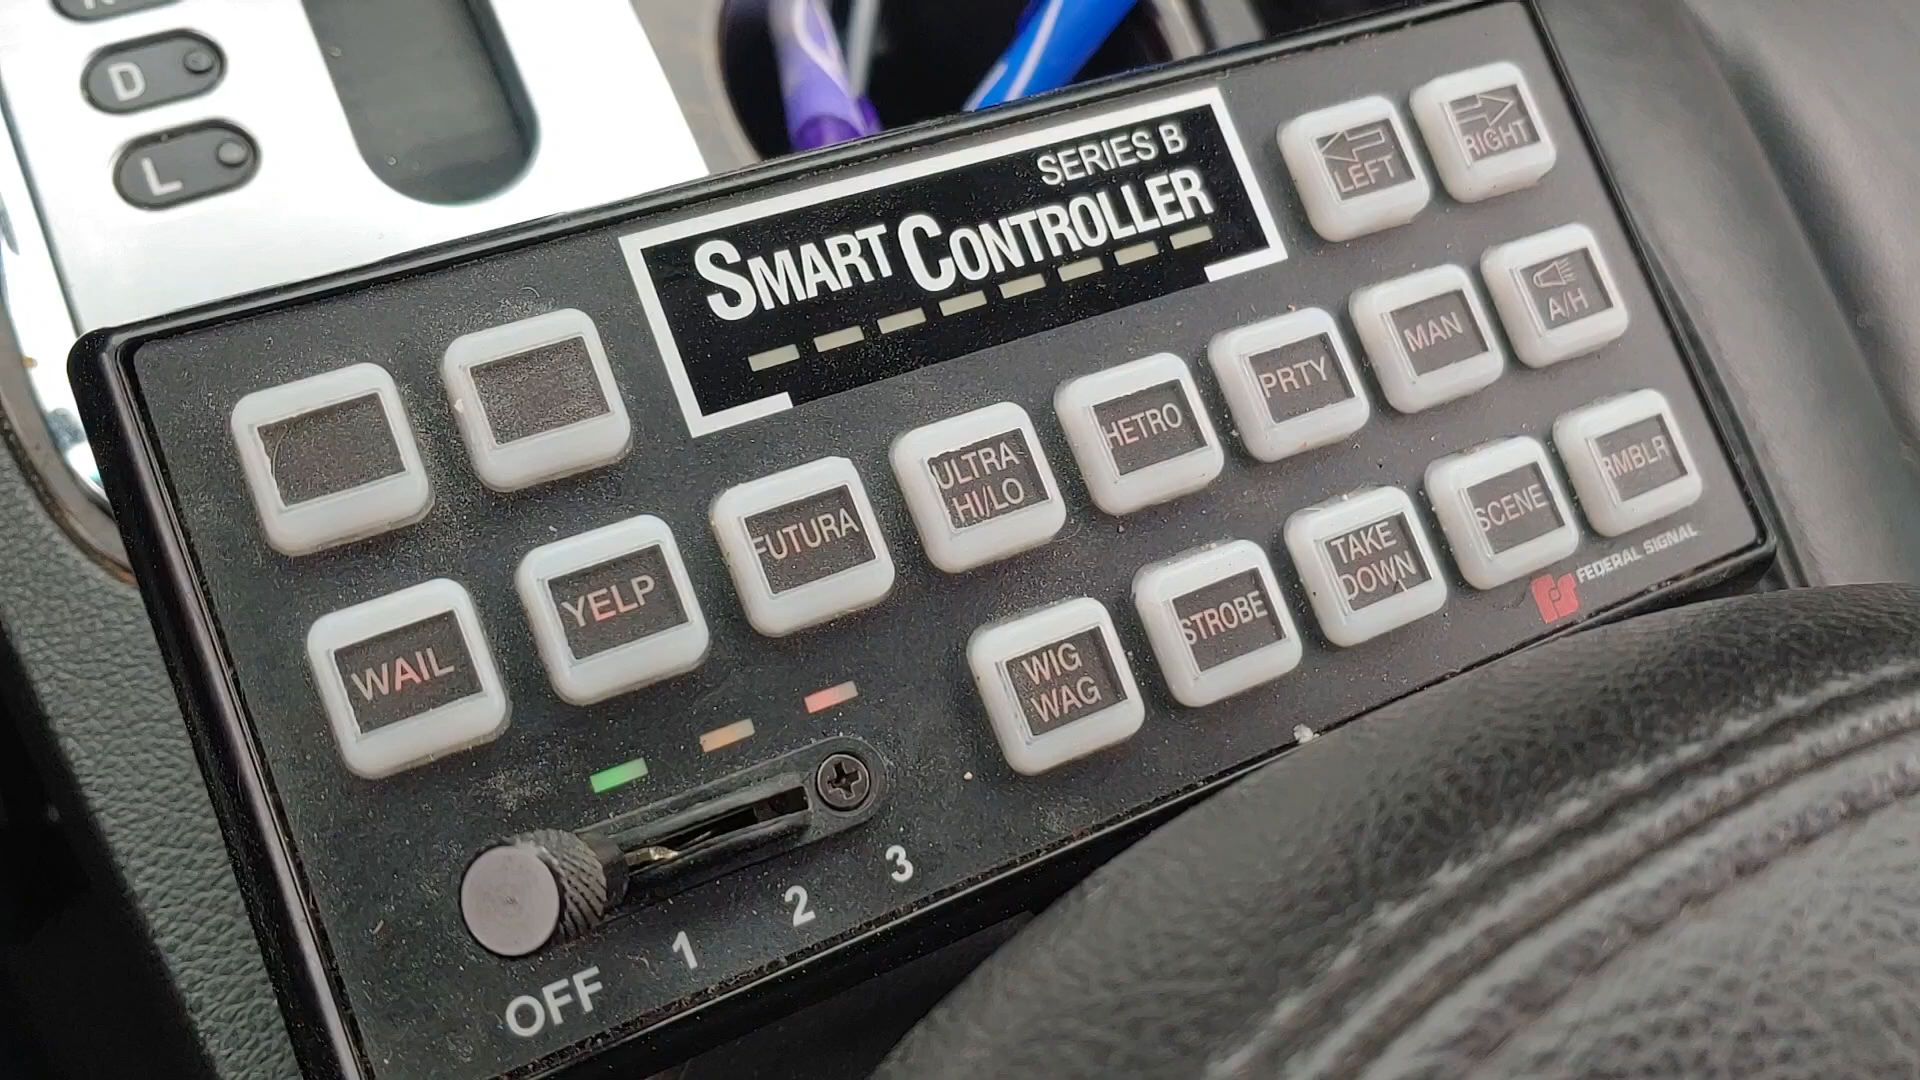 D
L
SERIES B
SMART CONTROLLER
LEFT
RIGHT
WAIL
YELP
FUTURA
ULTRA
HI/LO
HETRO
PRTY
MAN
A/H
WIG
WAG
STROBE
TAKE
DOWN
SCENE
RMBLR
FEDERAL SIGNAL
OFF
1
2
3